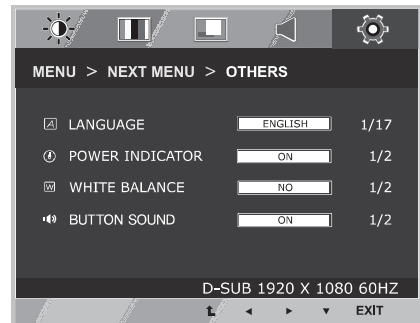 MENU > NEXT MENU > OTHERS
LANGUAGE ENGLISH 1/17
POWER INDICATOR ON 1/2
WHITE BALANCE NO 1/2
BUTTON SOUND ON 1/2
D-SUB 1920 X 1080 60HZ
EXIT